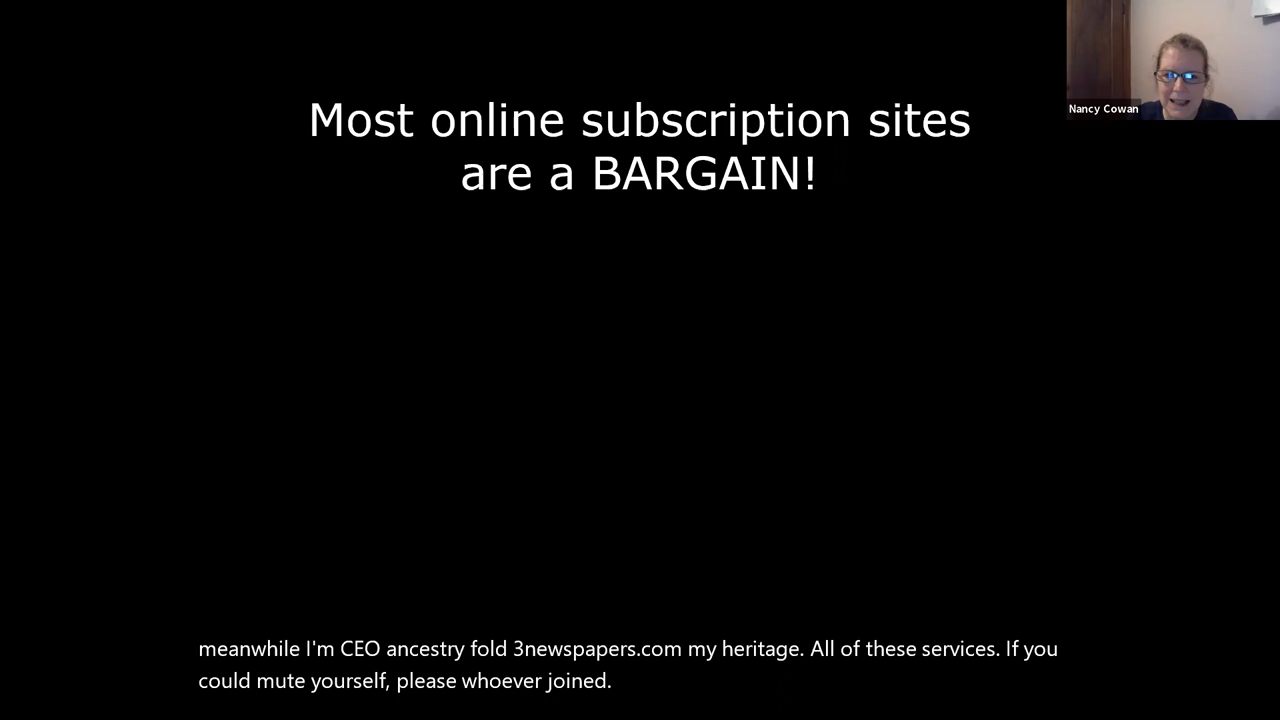 Most online subscription sites
are a BARGAIN!
Nancy Cowan
meanwhile I'm CEO ancestry fold 3newspapers.com my heritage. All of these services. If you
could mute yourself, please whoever joined.